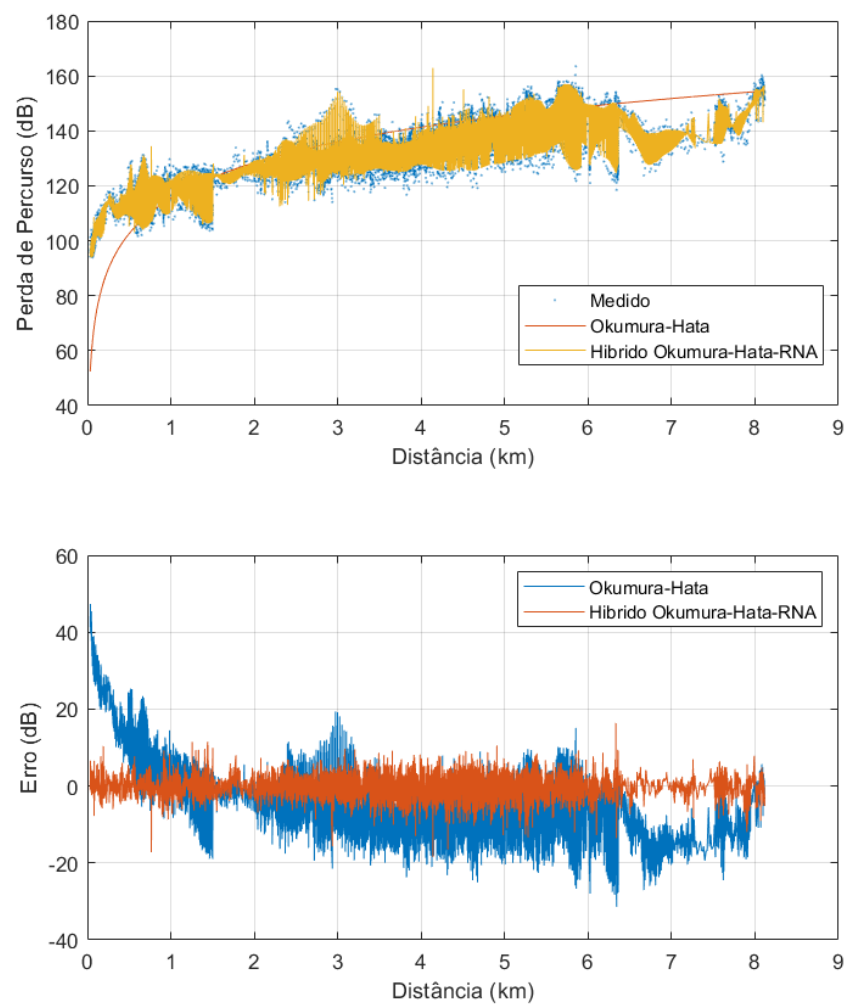 180
160
140
120
100
80
60
40
Perda de Percurso (dB)
Medido
Okumura-Hata
Hibrido Okumura-Hata-RNA
0 1 2 3 4 5 6 7 8 9
Distância (km)
60
40
20
0
-20
-40
Erro (dB)
Okumura-Hata
Hibrido Okumura-Hata-RNA
0 1 2 3 4 5 6 7 8 9
Distância (km)